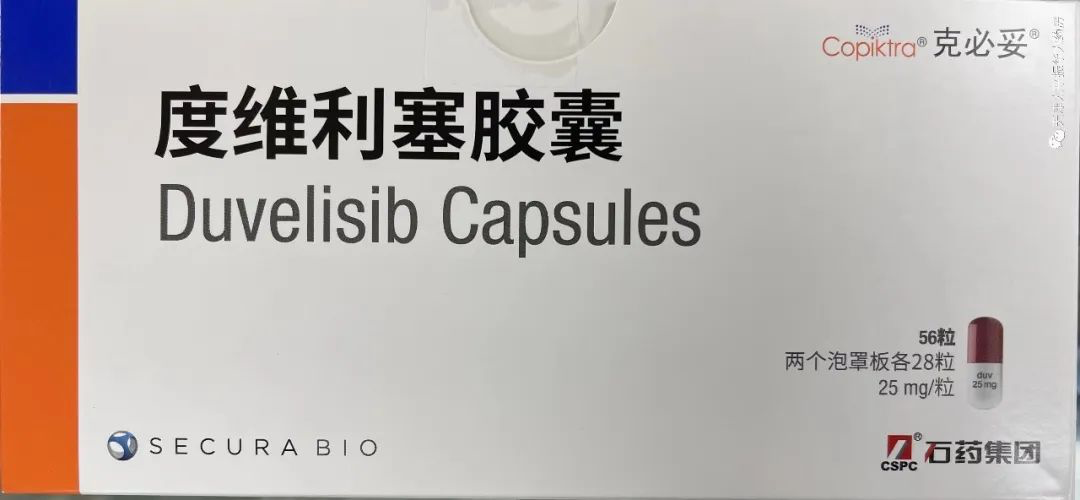 Copiktra® 克必妥®
度维利塞胶囊
Duvelisib Capsules
56粒
两个泡罩板各28粒
25 mg/粒
duv
25 mg
SECURA BIO
CSPC® 石药集团